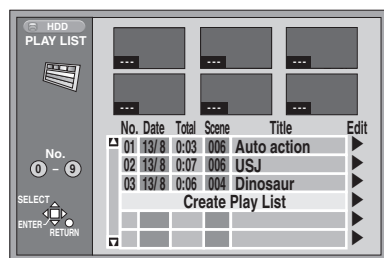 HDD
PLAY LIST
--- --- ---
--- --- ---
No. Date Total Scene Title Edit
01 13/8 0:03 006 Auto action
02 13/8 0:07 006 USJ
03 13/8 0:06 004 Dinosaur
Create Play List
No.
0 – 9
SELECT
ENTER
RETURN